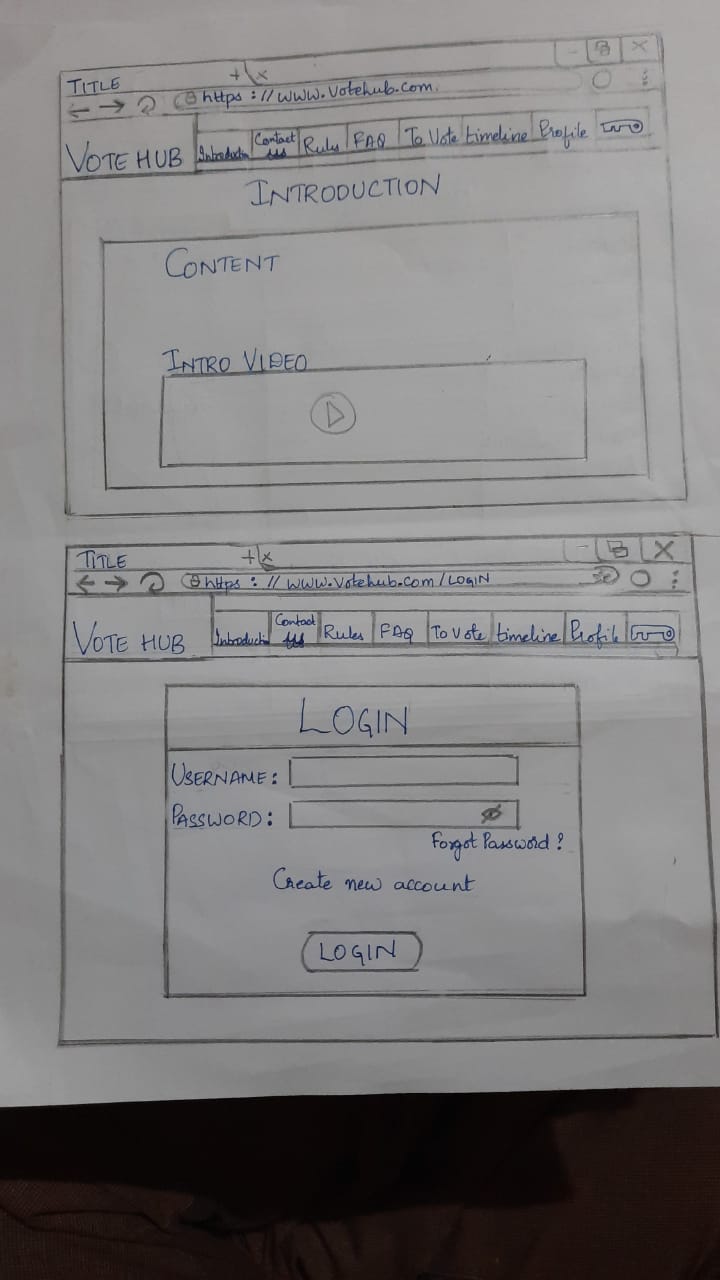 TITLE
https://www.Votehub.com.
VOTE HUB
Introduction
Contact
Rules
FAQ
To Vote
timeline
Profile
INTRODUCTION
CONTENT
INTRO VIDEO
TITLE
https://www.Votehub.com/LOGIN
VOTE HUB
Introduction
Contact
Rules
FAQ
To Vote
timeline
Profile
LOGIN
USERNAME:
PASSWORD:
Forgot Password?
Create new account
LOGIN